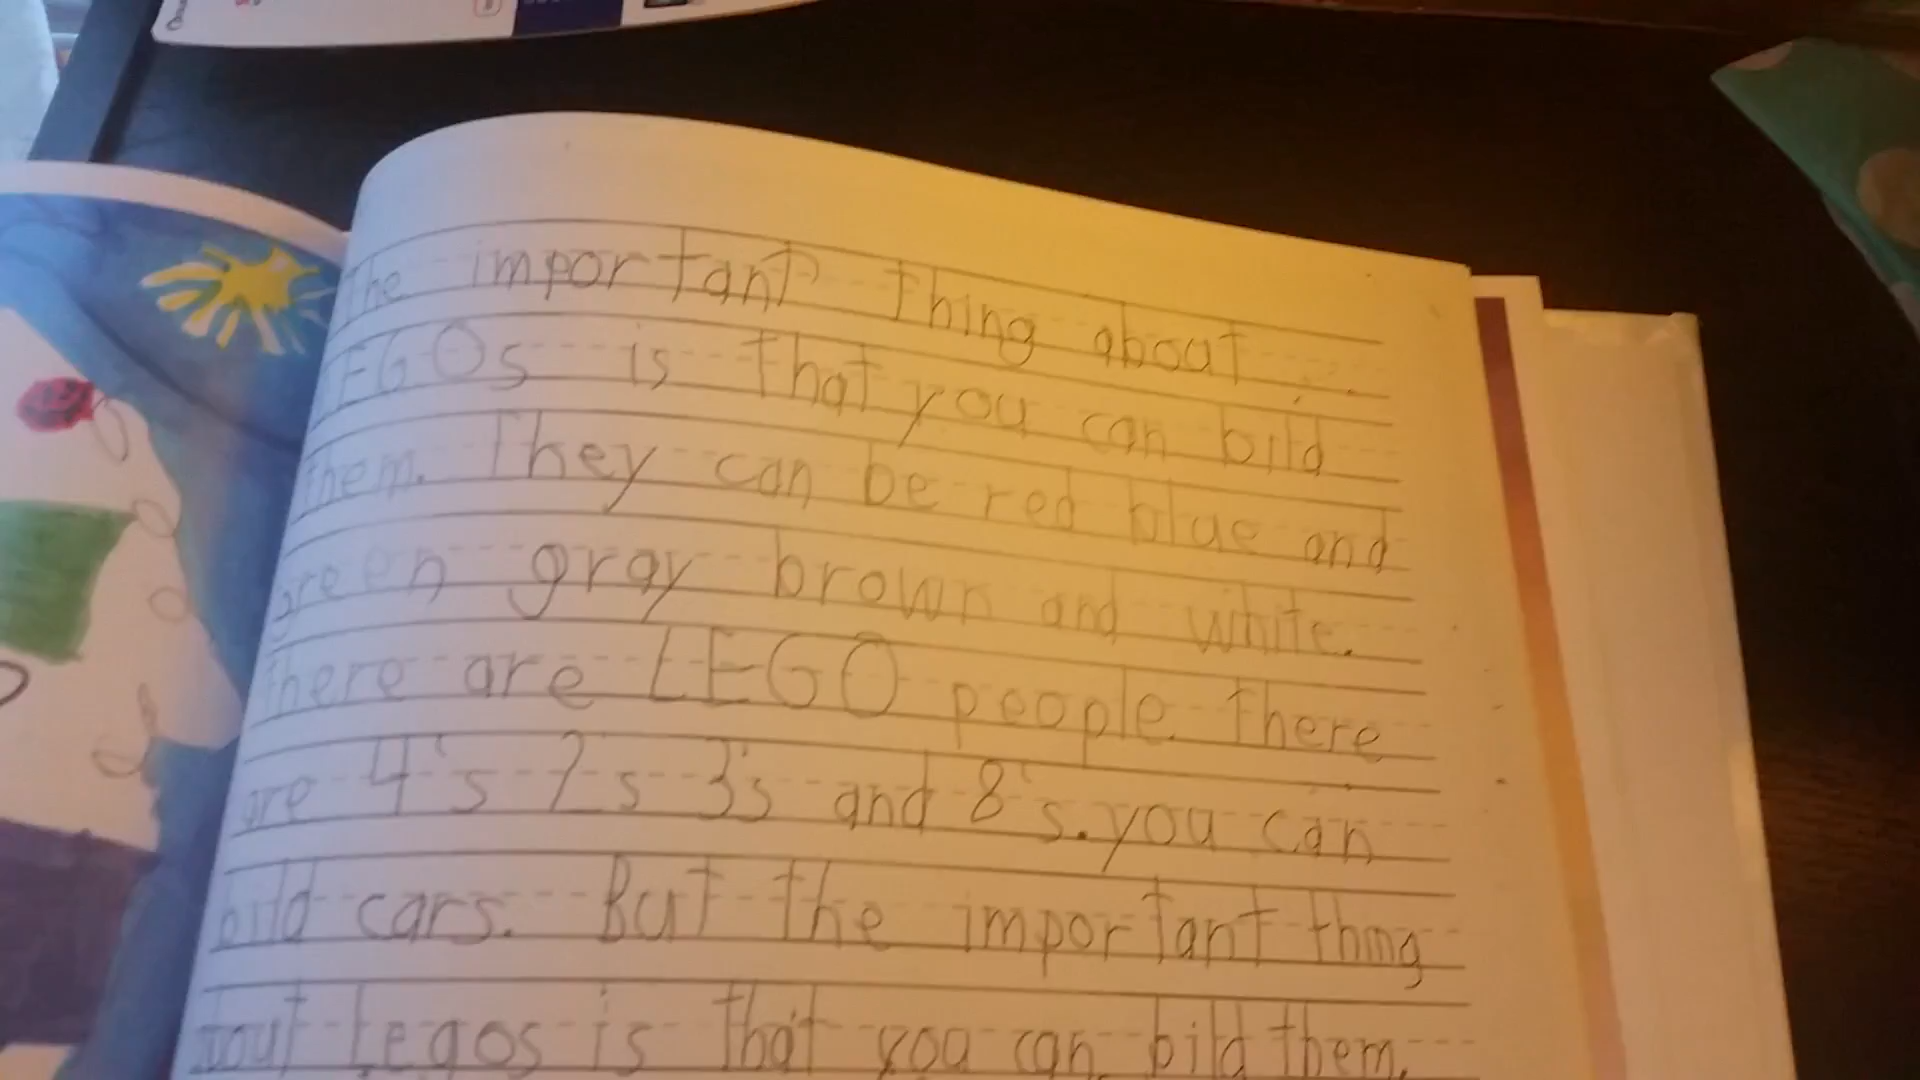 The important thing about
LEGOs is that you can bild
them. They can be red blue and
green gray brown and white.
there are LEGO people there
are 4's 2's 3's and 8's. you can
bild cars. But the important thing
about Legos is that you can bild them.